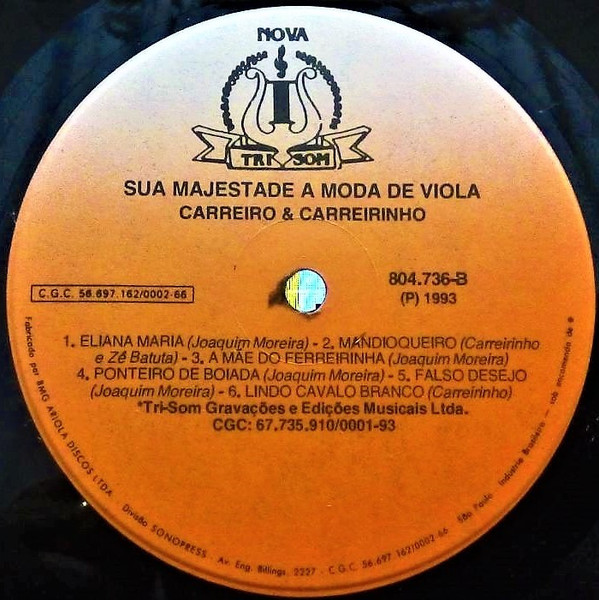 NOVA
TRI SOM
SUA MAJESTADE A MODA DE VIOLA
CARREIRO & CARREIRINHO
804.736-B
(P) 1993
C.G.C. 56.697.162/0002-66
1. ELIANA MARIA (Joaquim Moreira) - 2. MANDIOQUEIRO (Carreirinho
e Zé Batuta) - 3. A MÃE DO FERREIRINHA (Joaquim Moreira)
4. PONTEIRO DE BOIADA (Joaquim Moreira) - 5. FALSO DESEJO
(Joaquim Moreira) - 6. LINDO CAVALO BRANCO (Carreirinho)
*Tri-Som Gravações e Edições Musicais Ltda.
CGC: 67.735.910/0001-93
Fabricado por BMG ARIOLA DISCOS LTDA. Divisão SONOPRESS Av. Eng. Billings, 2227 - C.G.C. 56.697 162/0002-66 São Paulo Indústria Brasileira - sob encomenda de e